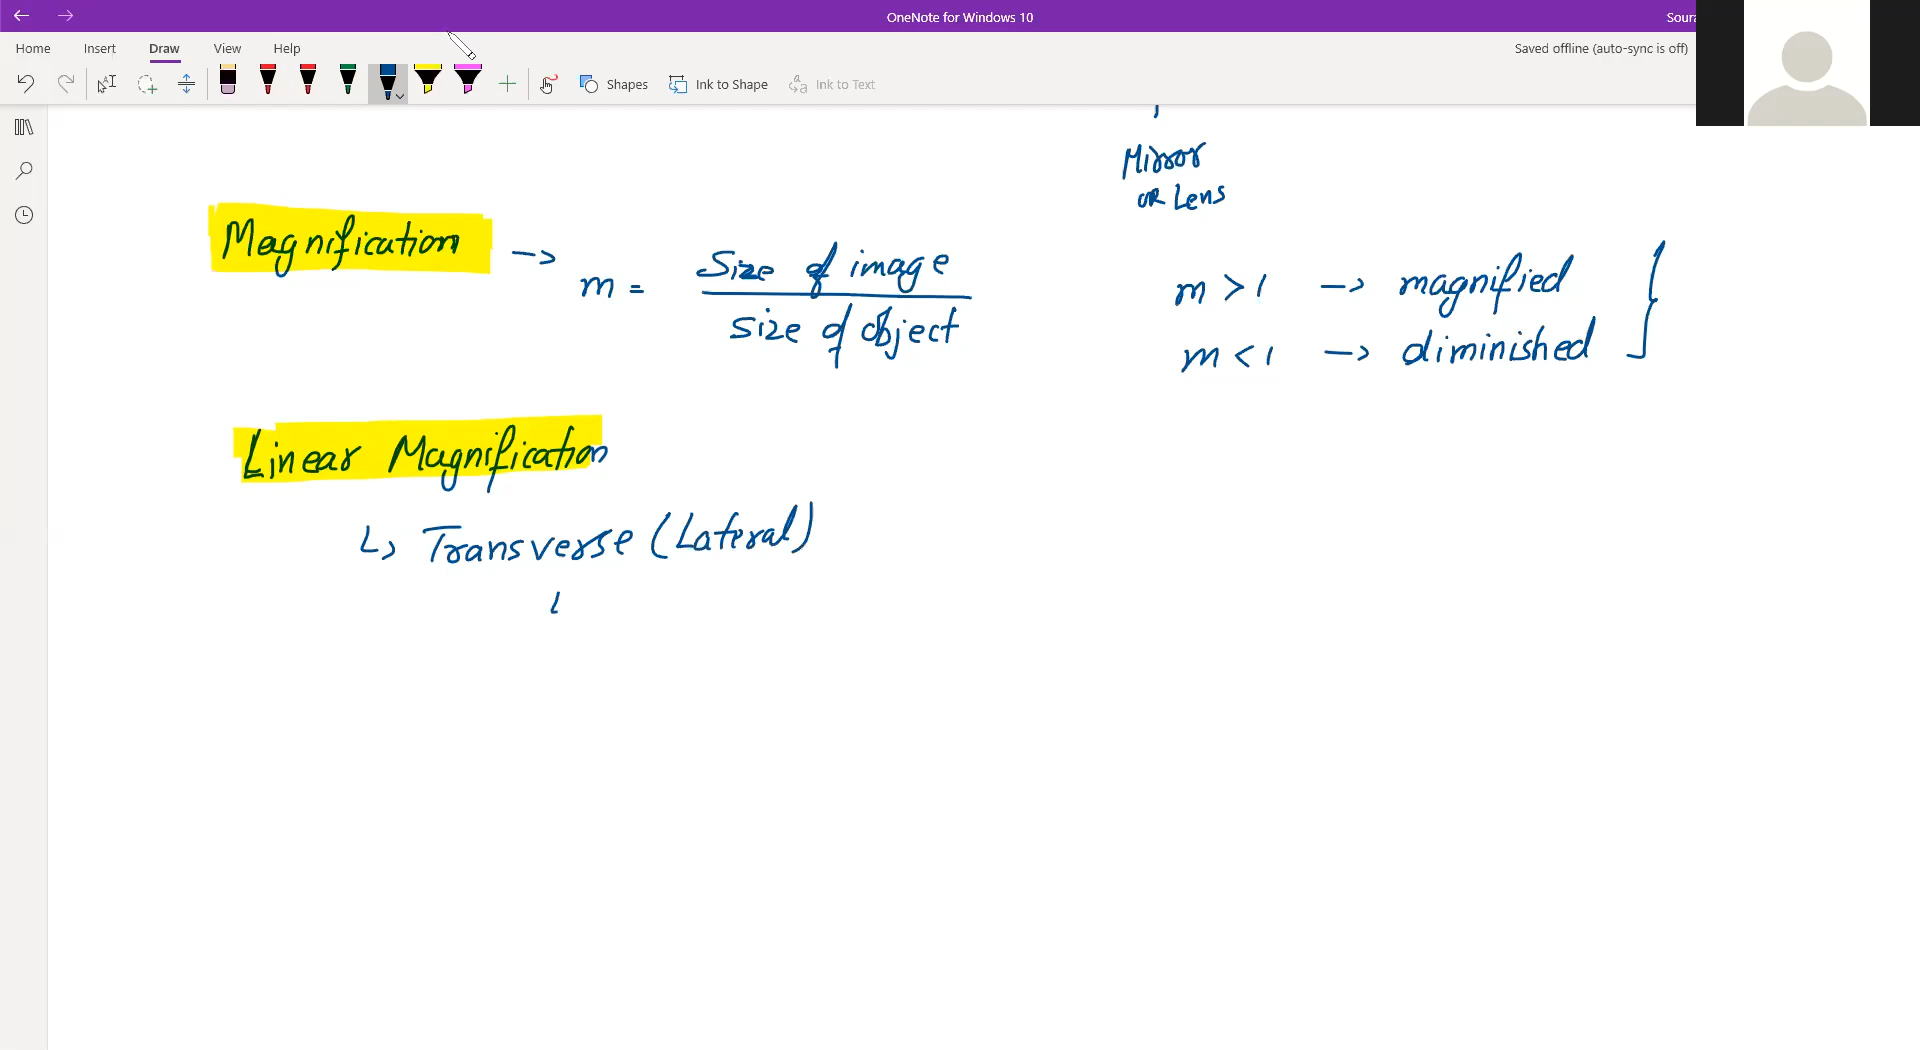 OneNote for Windows 10
Soura
Home Insert Draw View Help
Saved offline (auto-sync is off)
Shapes Ink to Shape Ink to Text
Mirror
OR Lens
Magnification → m = Size of image / Size of object
m > 1 → magnified
m < 1 → diminished
Linear Magnification
↳ Transverse (Lateral)